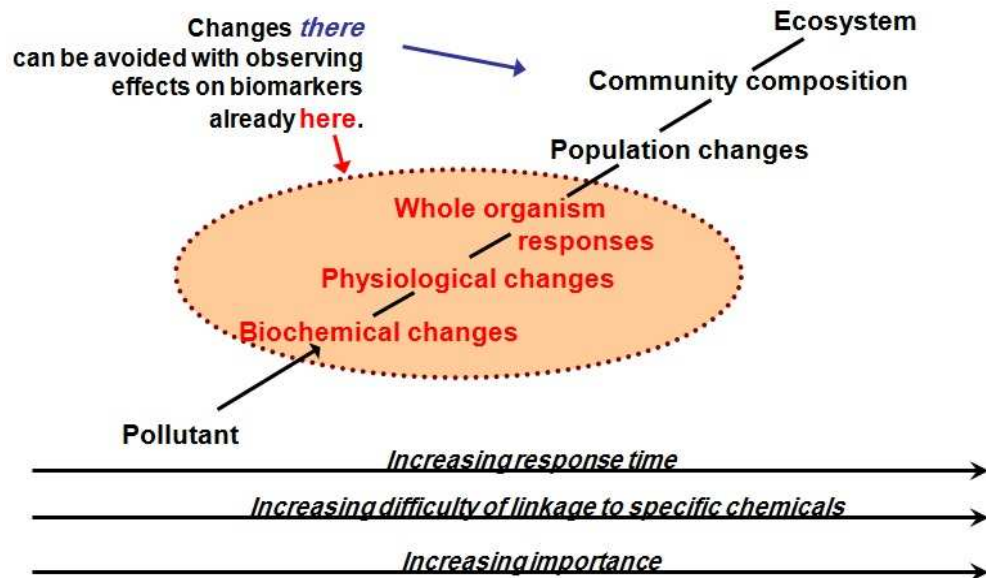 Changes there
can be avoided with observing
effects on biomarkers
already here.
Ecosystem
Community composition
Population changes
Whole organism
responses
Physiological changes
Biochemical changes
Pollutant
Increasing response time
Increasing difficulty of linkage to specific chemicals
Increasing importance